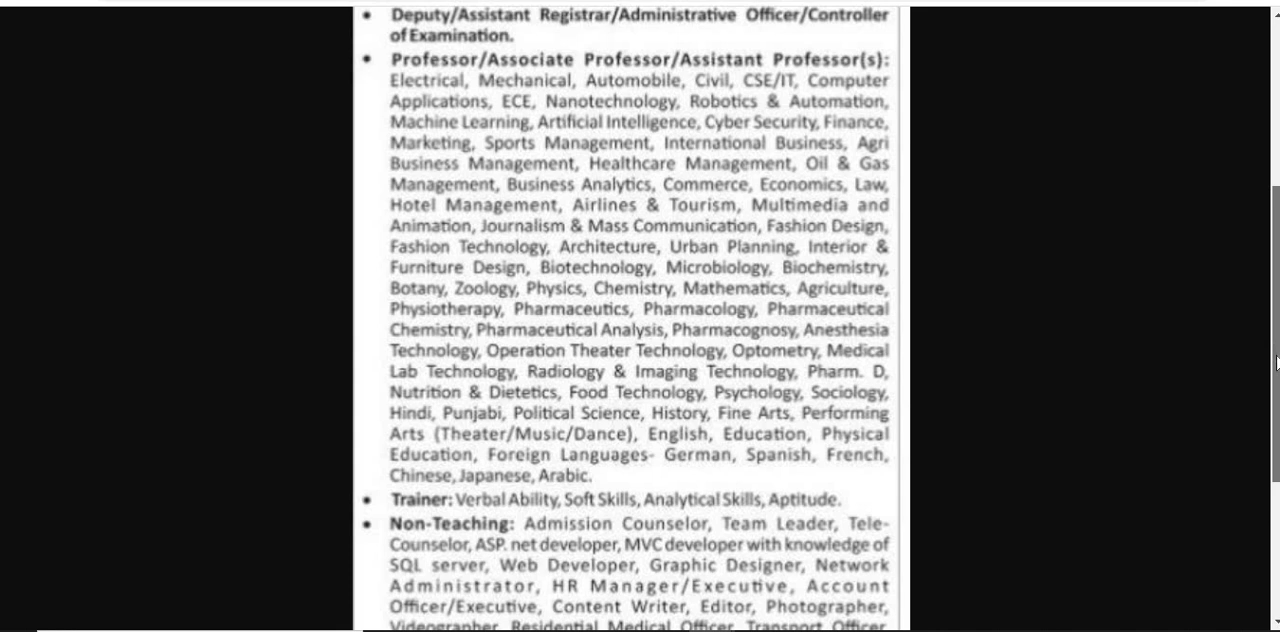 • Deputy/Assistant Registrar/Administrative Officer/Controller
of Examination.
• Professor/Associate Professor/Assistant Professor(s):
Electrical, Mechanical, Automobile, Civil, CSE/IT, Computer
Applications, ECE, Nanotechnology, Robotics & Automation,
Machine Learning, Artificial Intelligence, Cyber Security, Finance,
Marketing, Sports Management, International Business, Agri
Business Management, Healthcare Management, Oil & Gas
Management, Business Analytics, Commerce, Economics, Law,
Hotel Management, Airlines & Tourism, Multimedia and
Animation, Journalism & Mass Communication, Fashion Design,
Fashion Technology, Architecture, Urban Planning, Interior &
Furniture Design, Biotechnology, Microbiology, Biochemistry,
Botany, Zoology, Physics, Chemistry, Mathematics, Agriculture,
Physiotherapy, Pharmaceutics, Pharmacology, Pharmaceutical
Chemistry, Pharmaceutical Analysis, Pharmacognosy, Anesthesia
Technology, Operation Theater Technology, Optometry, Medical
Lab Technology, Radiology & Imaging Technology, Pharm. D,
Nutrition & Dietetics, Food Technology, Psychology, Sociology,
Hindi, Punjabi, Political Science, History, Fine Arts, Performing
Arts (Theater/Music/Dance), English, Education, Physical
Education, Foreign Languages- German, Spanish, French,
Chinese, Japanese, Arabic.
• Trainer: Verbal Ability, Soft Skills, Analytical Skills, Aptitude.
• Non-Teaching: Admission Counselor, Team Leader, Tele-
Counselor, ASP. net developer, MVC developer with knowledge of
SQL server, Web Developer, Graphic Designer, Network
Administrator, HR Manager/Executive, Account
Officer/Executive, Content Writer, Editor, Photographer,
Videographer, Residential Medical Officer, Transport Officer,